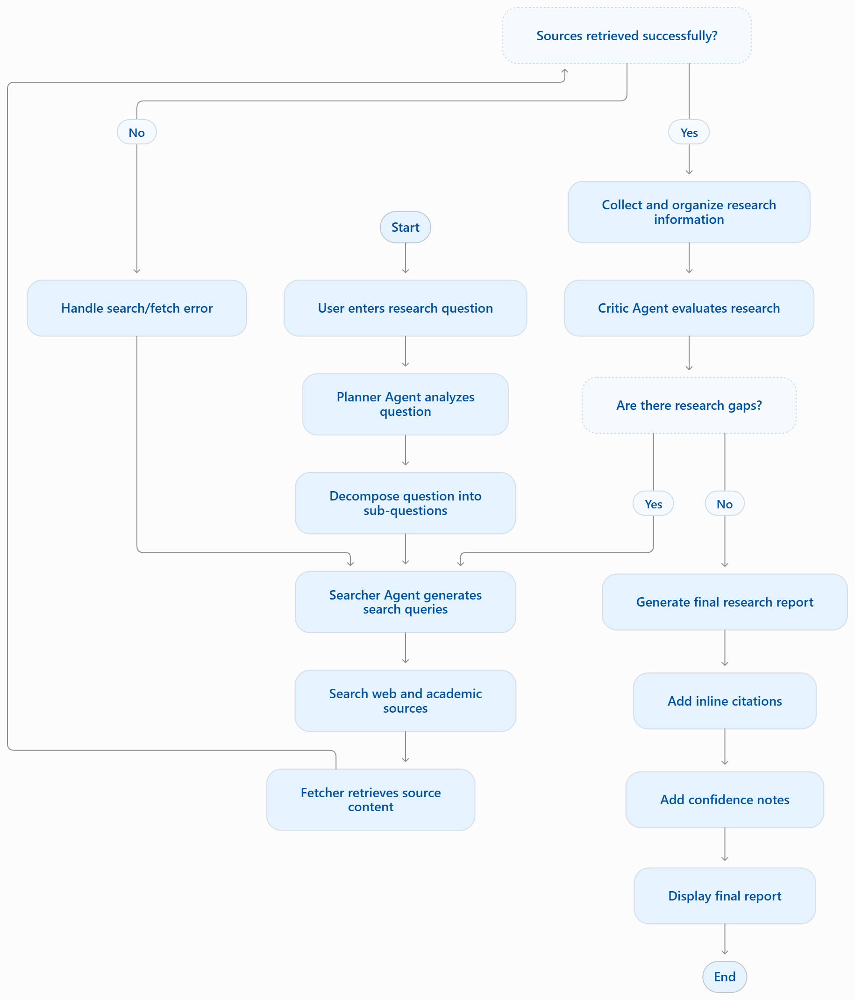 Sources retrieved successfully?
No
Yes
Collect and organize research
information
Start
Handle search/fetch error
User enters research question
Critic Agent evaluates research
Planner Agent analyzes
question
Are there research gaps?
Decompose question into
sub-questions
Yes
No
Searcher Agent generates
search queries
Generate final research report
Search web and academic
sources
Add inline citations
Fetcher retrieves source
content
Add confidence notes
Display final report
End